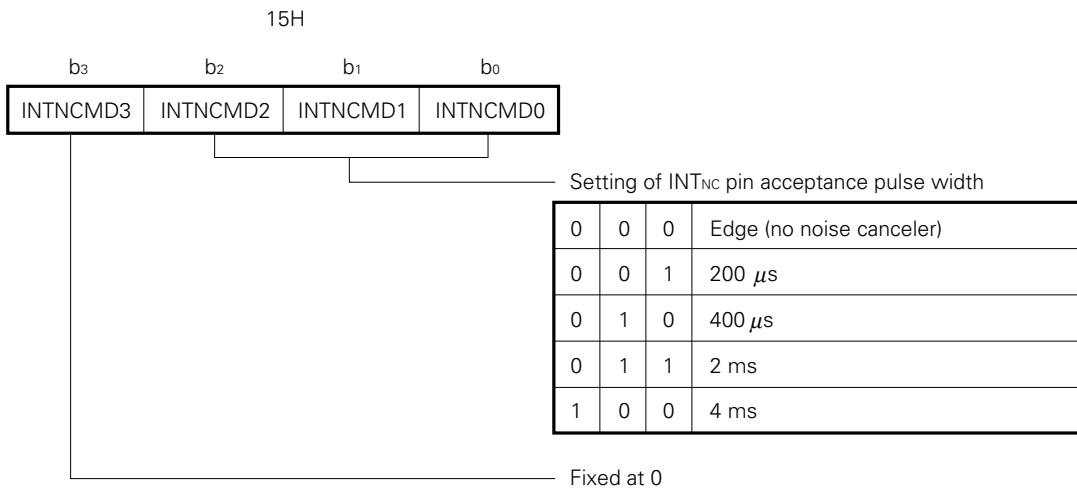 15H
b3 b2 b1 b0
INTNCMD3 INTNCMD2 INTNCMD1 INTNCMD0
Setting of INTNC pin acceptance pulse width
0 0 0 Edge (no noise canceler)
0 0 1 200 μs
0 1 0 400 μs
0 1 1 2 ms
1 0 0 4 ms
Fixed at 0